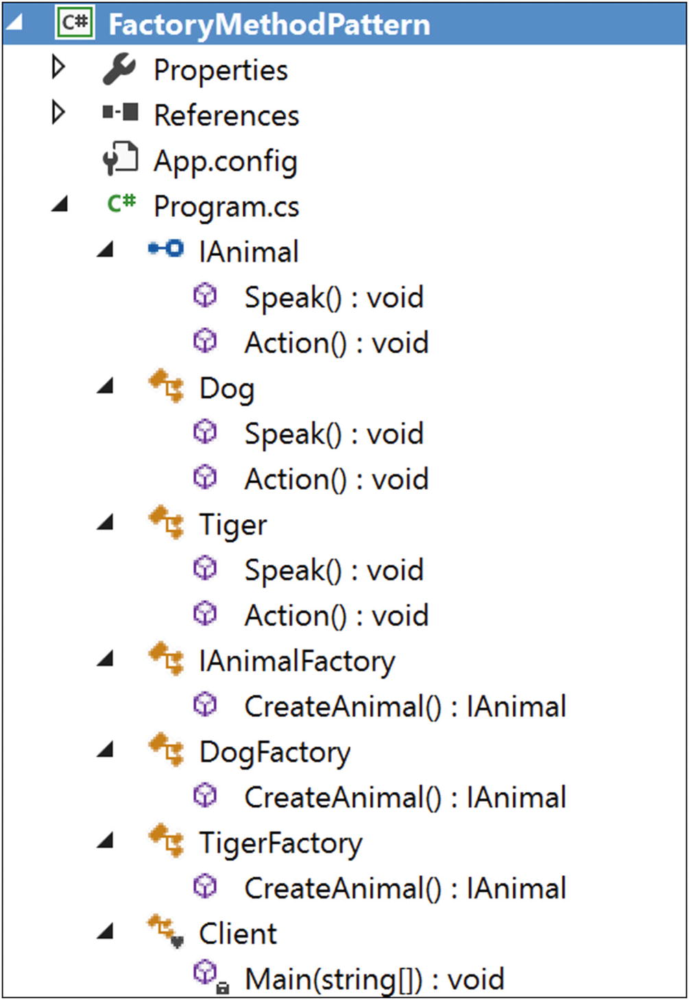 C# FactoryMethodPattern
Properties
References
App.config
C# Program.cs
IAnimal
Speak() : void
Action() : void
Dog
Speak() : void
Action() : void
Tiger
Speak() : void
Action() : void
IAnimalFactory
CreateAnimal() : IAnimal
DogFactory
CreateAnimal() : IAnimal
TigerFactory
CreateAnimal() : IAnimal
Client
Main(string[]) : void